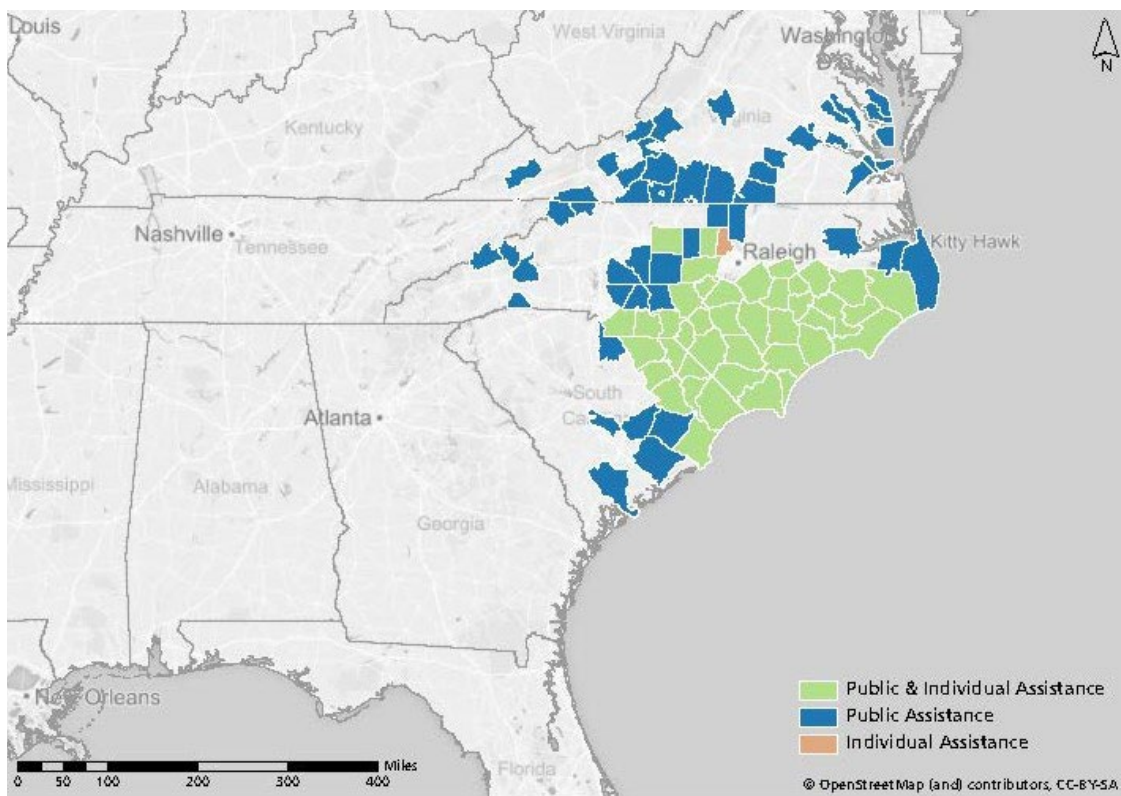 Louis
West Virginia
Washington
D.C.
N
Kentucky
Virginia
Nashville
Tennessee
Raleigh
Kitty Hawk
Atlanta
South
Mississippi
Alabama
Georgia
New Orleans
Florida
Public & Individual Assistance
Public Assistance
Individual Assistance
Miles
0 50 100 200 300 400
© OpenStreetMap (and) contributors, CC-BY-SA